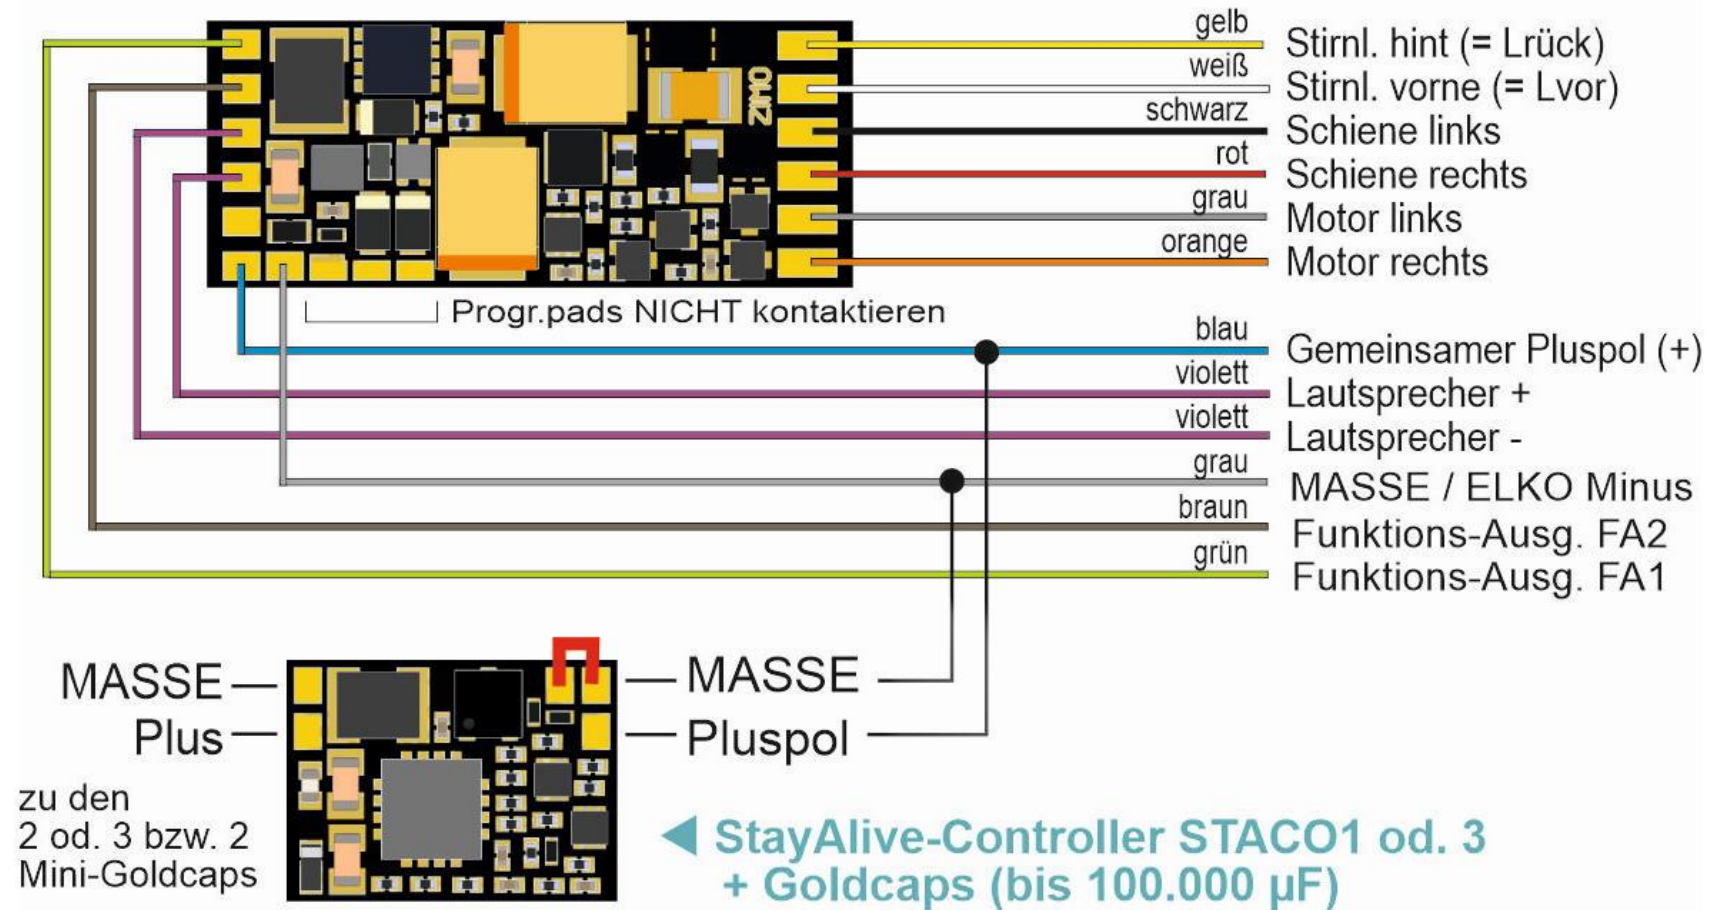 gelb
Stirnl. hint (= Lrück)
weiß
Stirnl. vorne (= Lvor)
schwarz
Schiene links
rot
Schiene rechts
grau
Motor links
orange
Motor rechts
ZIMO
Progr.pads NICHT kontaktieren
blau
Gemeinsamer Pluspol (+)
violett
Lautsprecher +
violett
Lautsprecher -
grau
MASSE / ELKO Minus
braun
Funktions-Ausg. FA2
grün
Funktions-Ausg. FA1
MASSE
Plus
MASSE
Pluspol
zu den
2 od. 3 bzw. 2
Mini-Goldcaps
StayAlive-Controller STACO1 od. 3
+ Goldcaps (bis 100.000 µF)